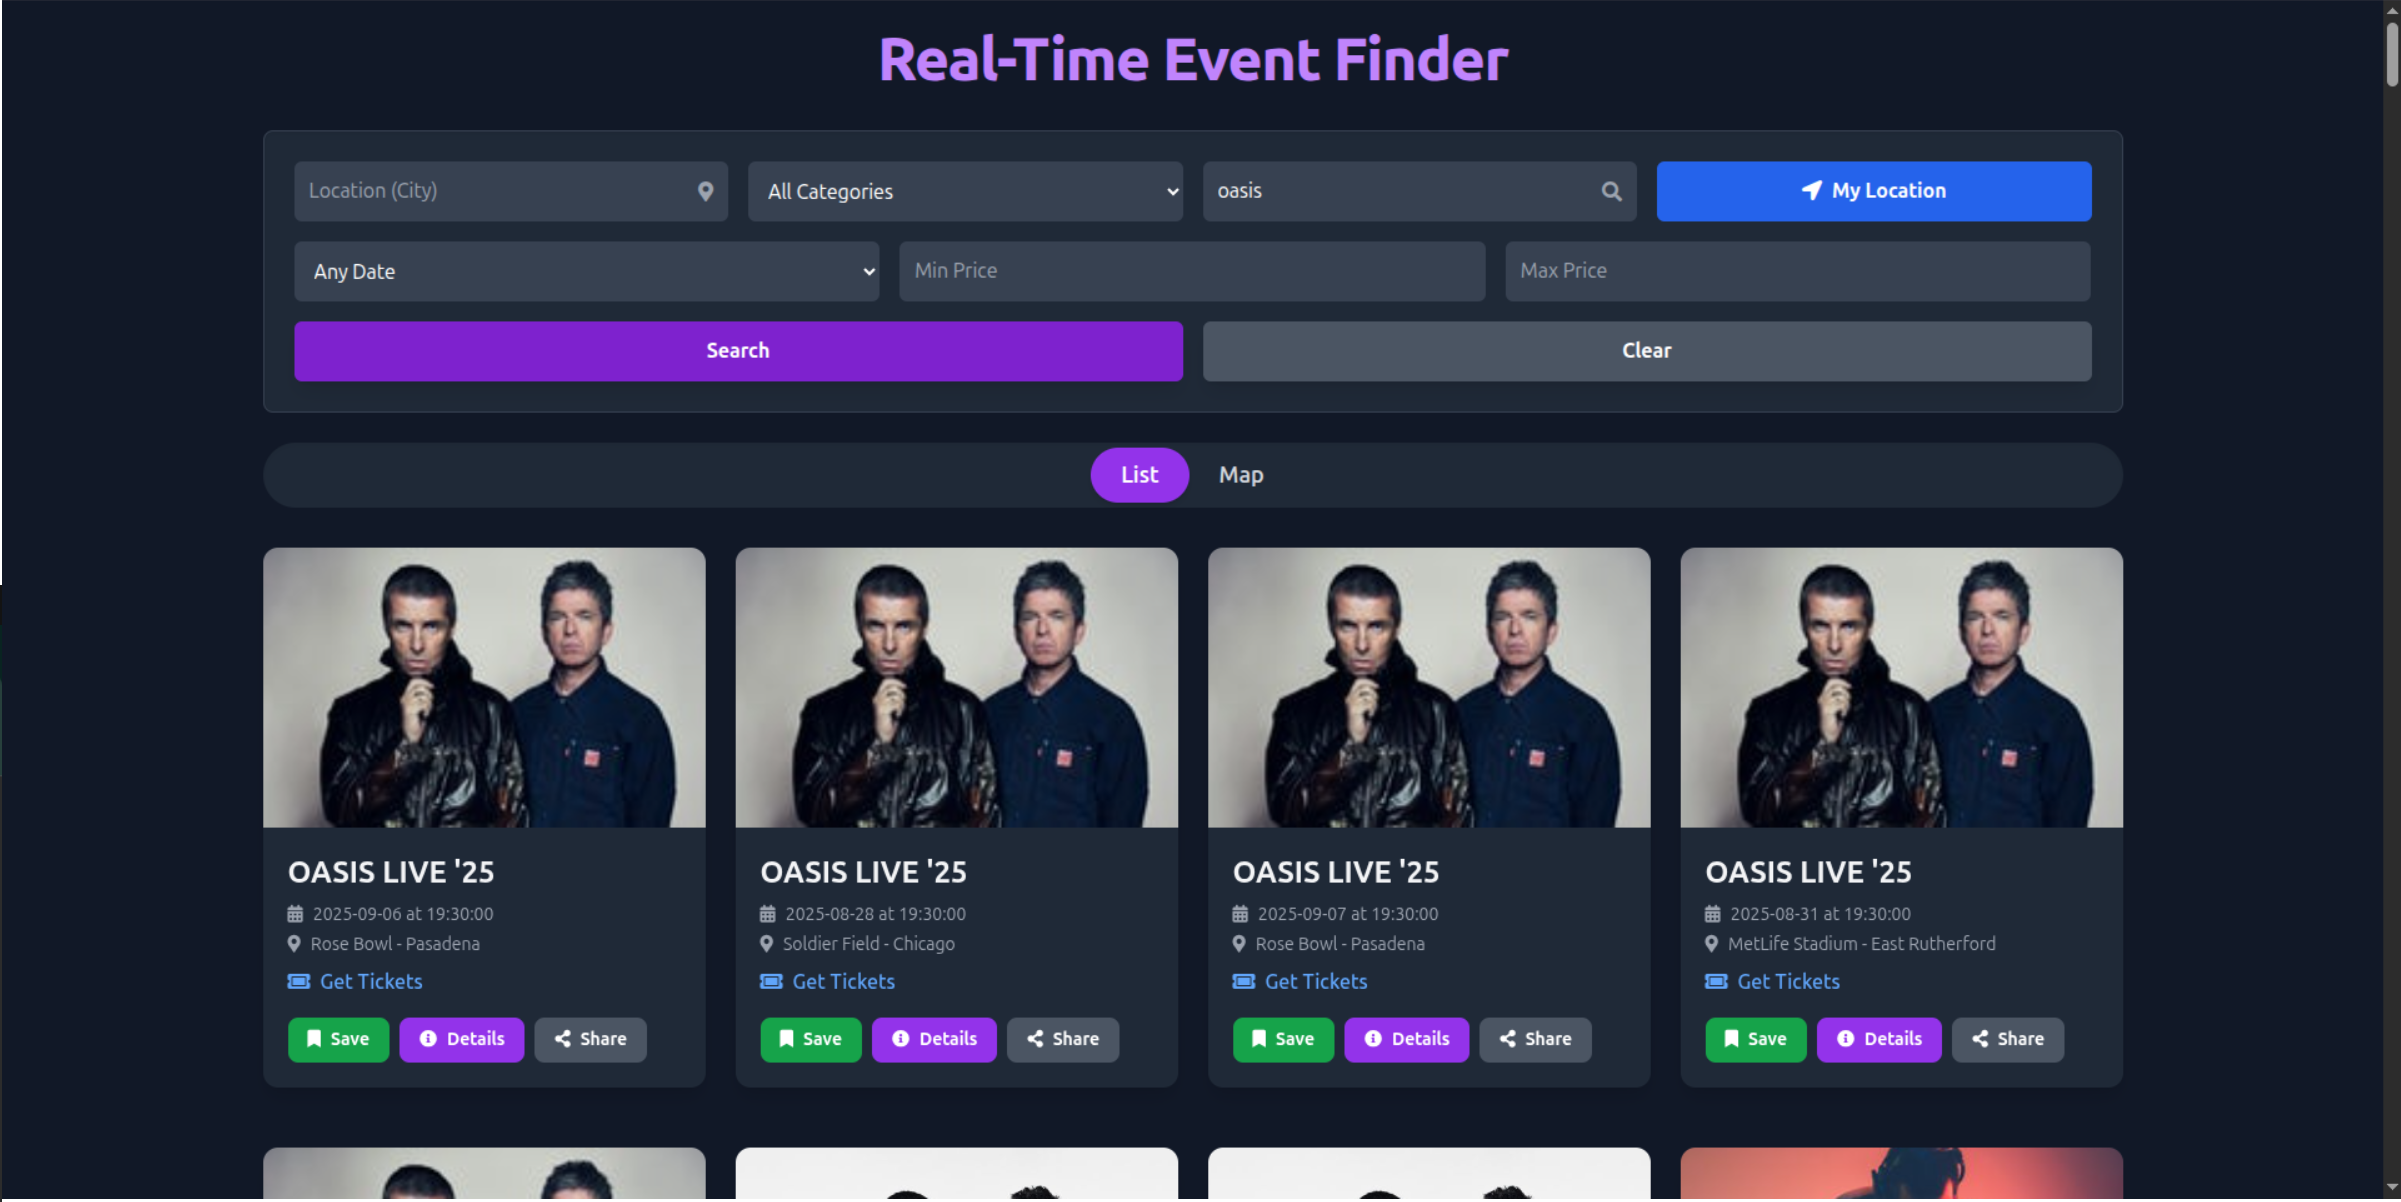 Real-Time Event Finder
Location (City)
All Categories
oasis
My Location
Any Date
Min Price
Max Price
Search
Clear
List
Map
OASIS LIVE '25
2025-09-06 at 19:30:00
Rose Bowl - Pasadena
Get Tickets
Save
Details
Share
OASIS LIVE '25
2025-08-28 at 19:30:00
Soldier Field - Chicago
Get Tickets
Save
Details
Share
OASIS LIVE '25
2025-09-07 at 19:30:00
Rose Bowl - Pasadena
Get Tickets
Save
Details
Share
OASIS LIVE '25
2025-08-31 at 19:30:00
MetLife Stadium - East Rutherford
Get Tickets
Save
Details
Share